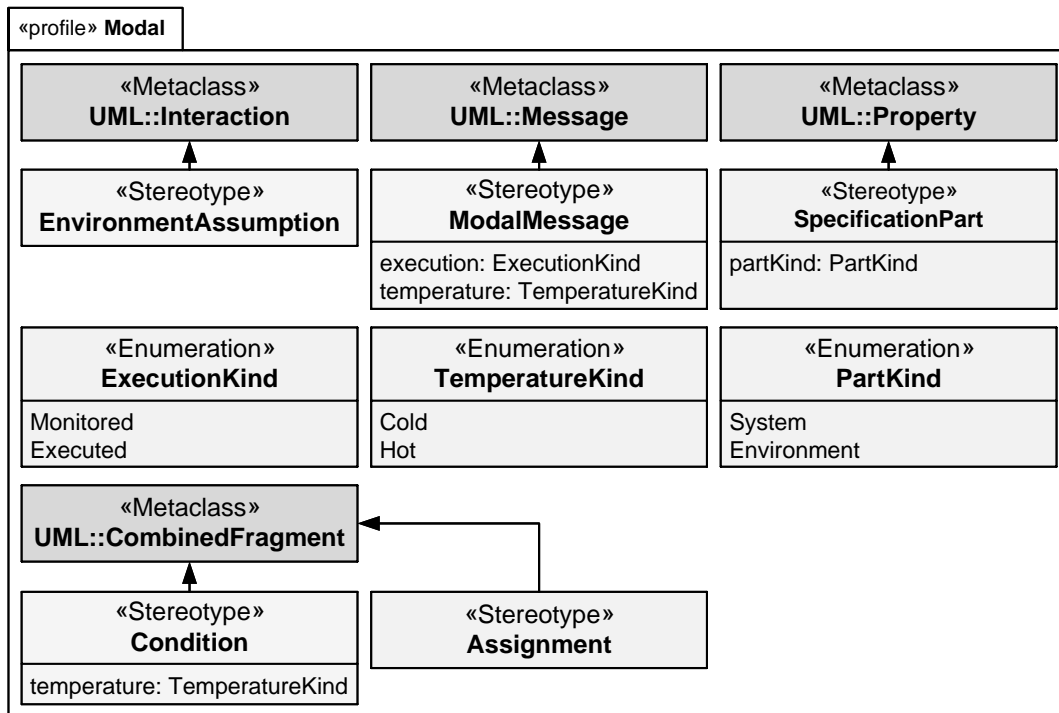 «profile» Modal
«Metaclass»
UML::Interaction
«Metaclass»
UML::Message
«Metaclass»
UML::Property
«Stereotype»
EnvironmentAssumption
«Stereotype»
ModalMessage
execution: ExecutionKind
temperature: TemperatureKind
«Stereotype»
SpecificationPart
partKind: PartKind
«Enumeration»
ExecutionKind
Monitored
Executed
«Enumeration»
TemperatureKind
Cold
Hot
«Enumeration»
PartKind
System
Environment
«Metaclass»
UML::CombinedFragment
«Stereotype»
Condition
temperature: TemperatureKind
«Stereotype»
Assignment